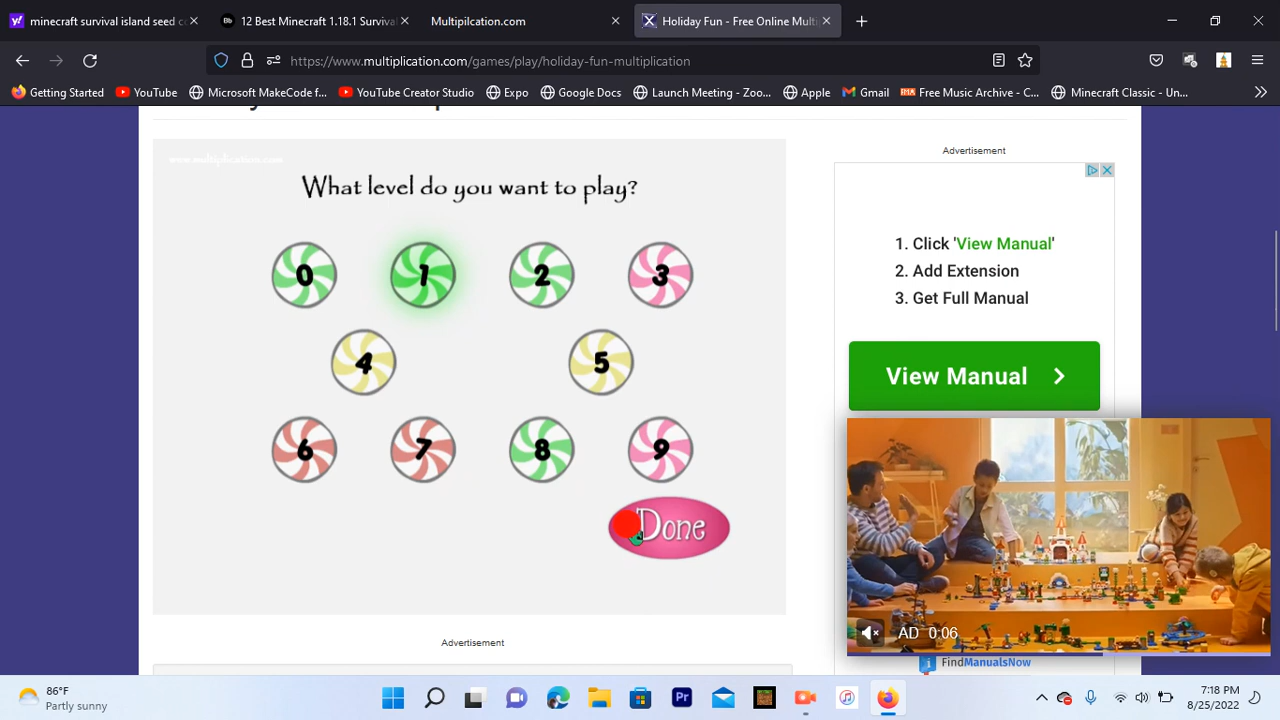 minecraft survival island seed c
12 Best Minecraft 1.18.1 Surviva
Multipilcation.com
Holiday Fun - Free Online Multi
https://www.multiplication.com/games/play/holiday-fun-multiplication
Getting Started
YouTube
Microsoft MakeCode f...
YouTube Creator Studio
Expo
Google Docs
Launch Meeting - Zoo...
Apple
Gmail
Free Music Archive - C...
Minecraft Classic - Un...
www.multiplication.com
What level do you want to play?
0 1 2 3
4 5
6 7 8 9
Done
Advertisement
1. Click 'View Manual'
2. Add Extension
3. Get Full Manual
View Manual
AD 0:06
FindManualsNow
Advertisement
86°F
Partly sunny
Pr
7:18 PM
8/25/2022